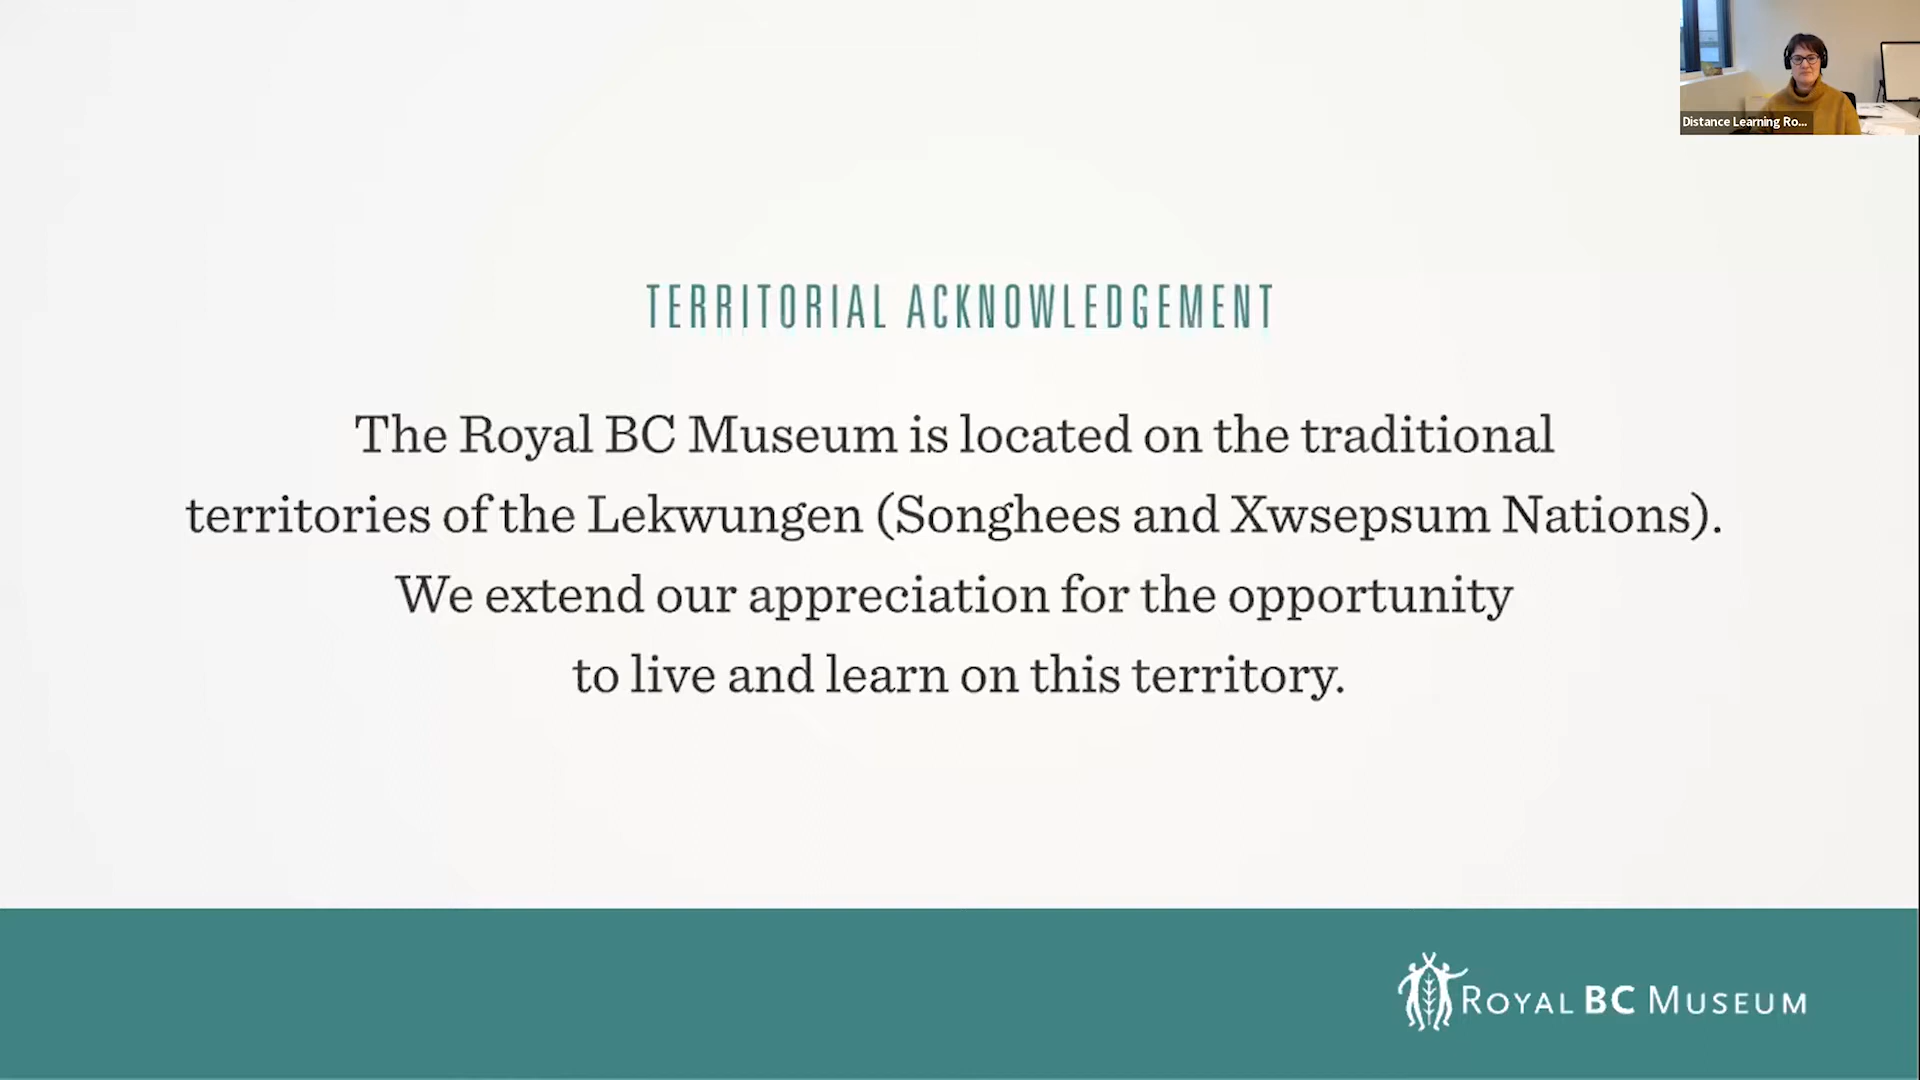 Distance Learning Ro...
TERRITORIAL ACKNOWLEDGEMENT
The Royal BC Museum is located on the traditional
territories of the Lekwungen (Songhees and Xwsepsum Nations).
We extend our appreciation for the opportunity
to live and learn on this territory.
ROYAL BC MUSEUM